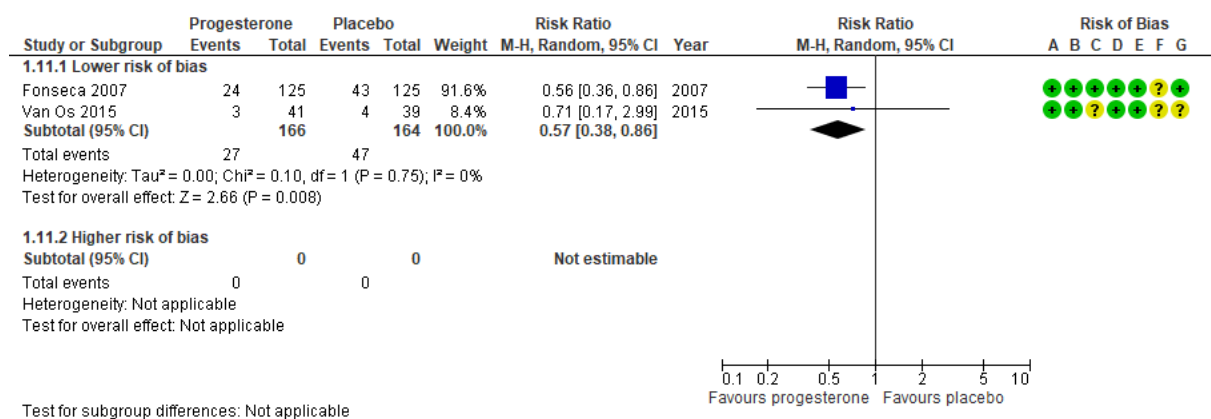 Progesterone Placebo Risk Ratio Risk Ratio Risk of Bias
Study or Subgroup Events Total Events Total Weight M-H, Random, 95% CI Year M-H, Random, 95% CI A B C D E F G
1.11.1 Lower risk of bias
Fonseca 2007 24 125 43 125 91.6% 0.56 [0.36, 0.86] 2007 + + + + + ? +
Van Os 2015 3 41 4 39 8.4% 0.71 [0.17, 2.99] 2015 + + ? + + ? ?
Subtotal (95% CI) 166 164 100.0% 0.57 [0.38, 0.86]
Total events 27 47
Heterogeneity: Tau² = 0.00; Chi² = 0.10, df = 1 (P = 0.75); I² = 0%
Test for overall effect: Z = 2.66 (P = 0.008)
1.11.2 Higher risk of bias
Subtotal (95% CI) 0 0 Not estimable
Total events 0 0
Heterogeneity: Not applicable
Test for overall effect: Not applicable
0.1 0.2 0.5 1 2 5 10
Favours progesterone Favours placebo
Test for subgroup differences: Not applicable